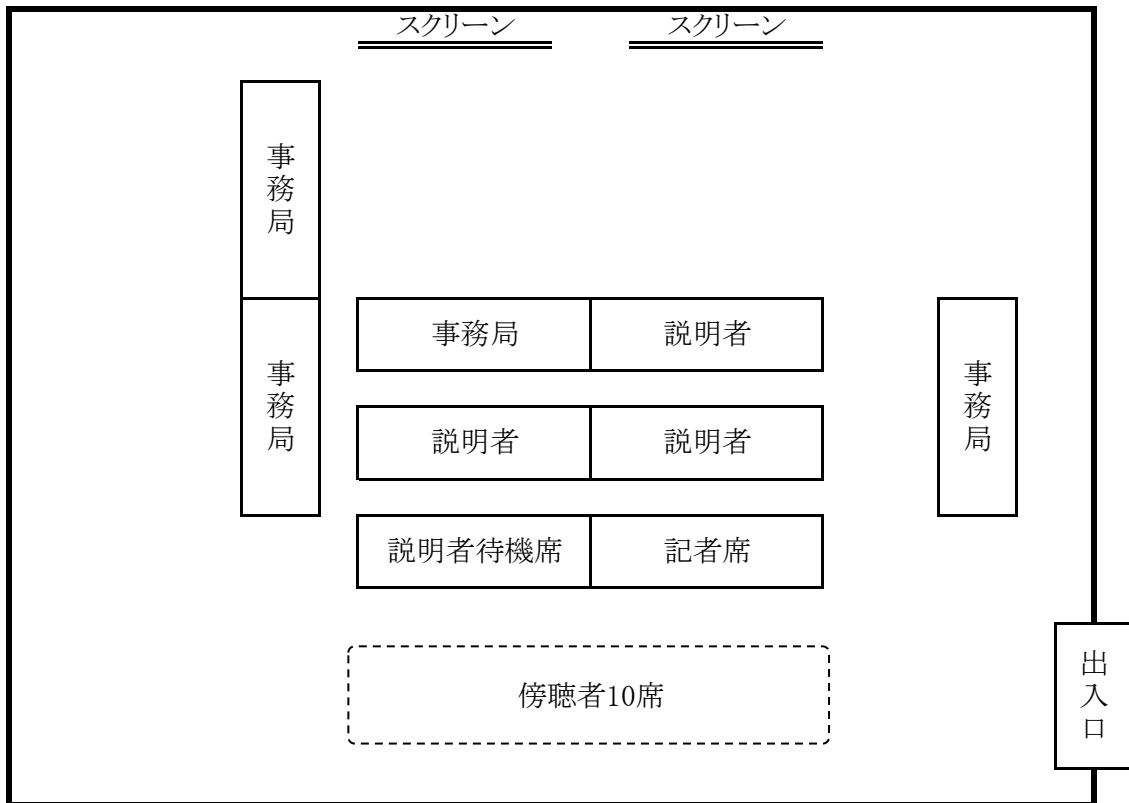 スクリーン
スクリーン
事務局
事務局
事務局
説明者
事務局
説明者
説明者
説明者待機席
記者席
傍聴者10席
出入口